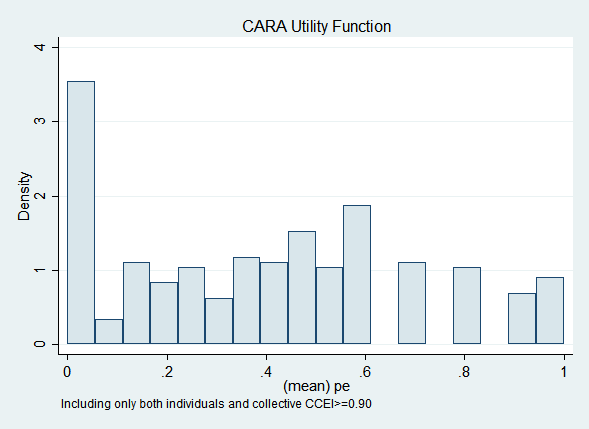 CARA Utility Function
4
3
2
1
0
Density
0 .2 .4 .6 .8 1
(mean) pe
Including only both individuals and collective CCEI>=0.90